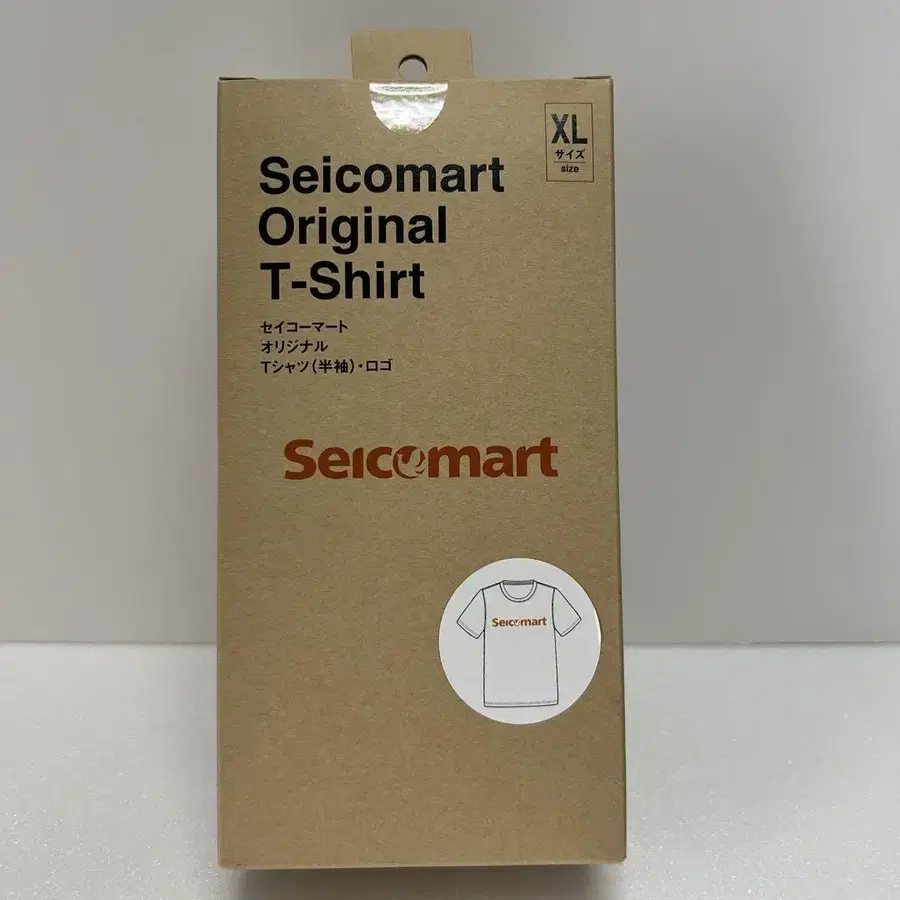 XL
サイズ
size
Seicomart
Original
T-Shirt
セイコーマート
オリジナル
Tシャツ(半袖)・ロゴ
Seicomart
Seicomart